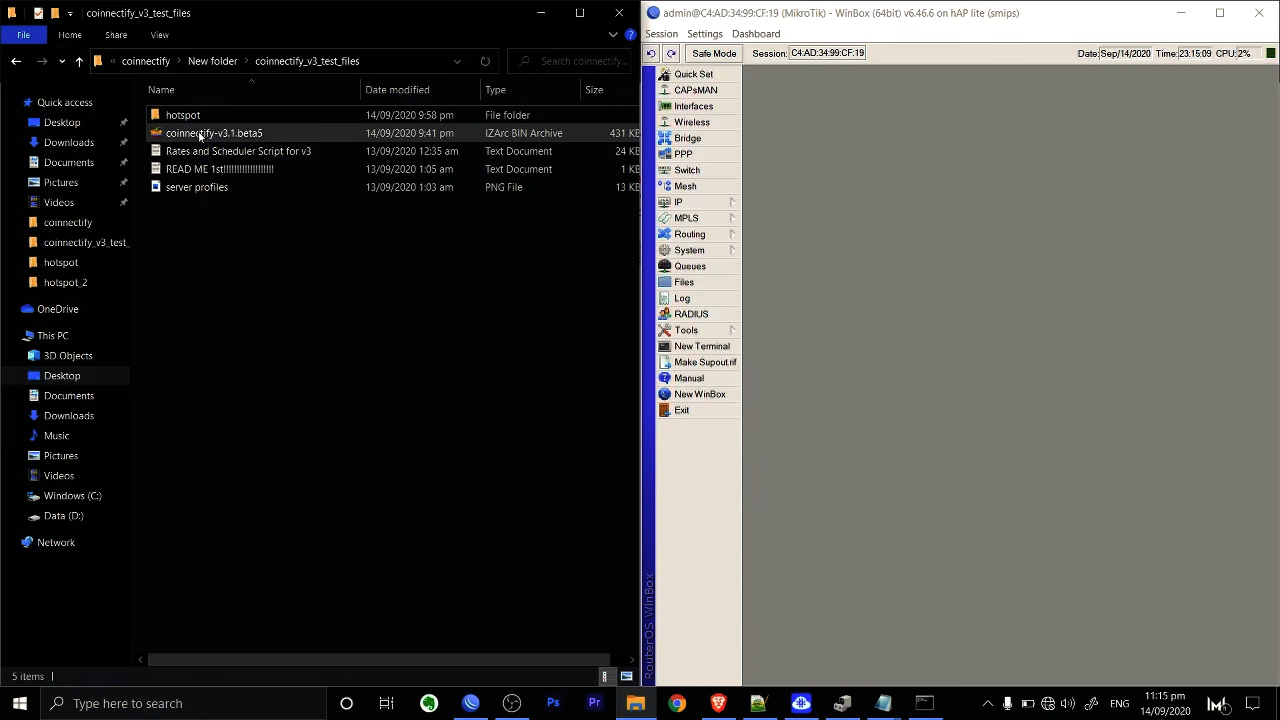 coinnectify_v3_test_files
File
Home
Share
View
coinnectify
New folder
coinnectify_v3_test_files
Search coinnectify...
Quick access
Desktop
Downloads
Documents
Pictures
Videos
coinnectify
coinnectify_v3_test_
hotspot
hotspot_2
OneDrive
This PC
3D Objects
Desktop
Documents
Downloads
Music
Pictures
Videos
Windows (C:)
Data (D:)
Network
Name Date modified Type Size
hotspot 14/09/2020 9:58 pm File folder
coinnectify-v3.1.beta5 14/09/2020 9:41 pm IZArc BIN Archive 431 KB
Rates and Scheduler Script for v3 13/09/2020 12:35 am Text Document 24 KB
13/09/2020 1:05 am Text Document 1 KB
server profiles 13/09/2020 1:03 am PNG File 13 KB
5 items
admin@C4:AD:34:99:CF:19 (MikroTik) - WinBox (64bit) v6.46.6 on hAP lite (smips)
Session Settings Dashboard
Safe Mode Session: C4:AD:34:99:CF:19 Date: Sep/14/2020 Time: 23:15:09 CPU: 2%
Quick Set
CAPsMAN
Interfaces
Wireless
Bridge
PPP
Switch
Mesh
IP
MPLS
Routing
System
Queues
Files
Log
RADIUS
Tools
New Terminal
Make Supout.rif
Manual
New WinBox
Exit
RouterOS WinBox
Type here to search
Ps
Pr
ENG
11:15 pm
14/09/2020